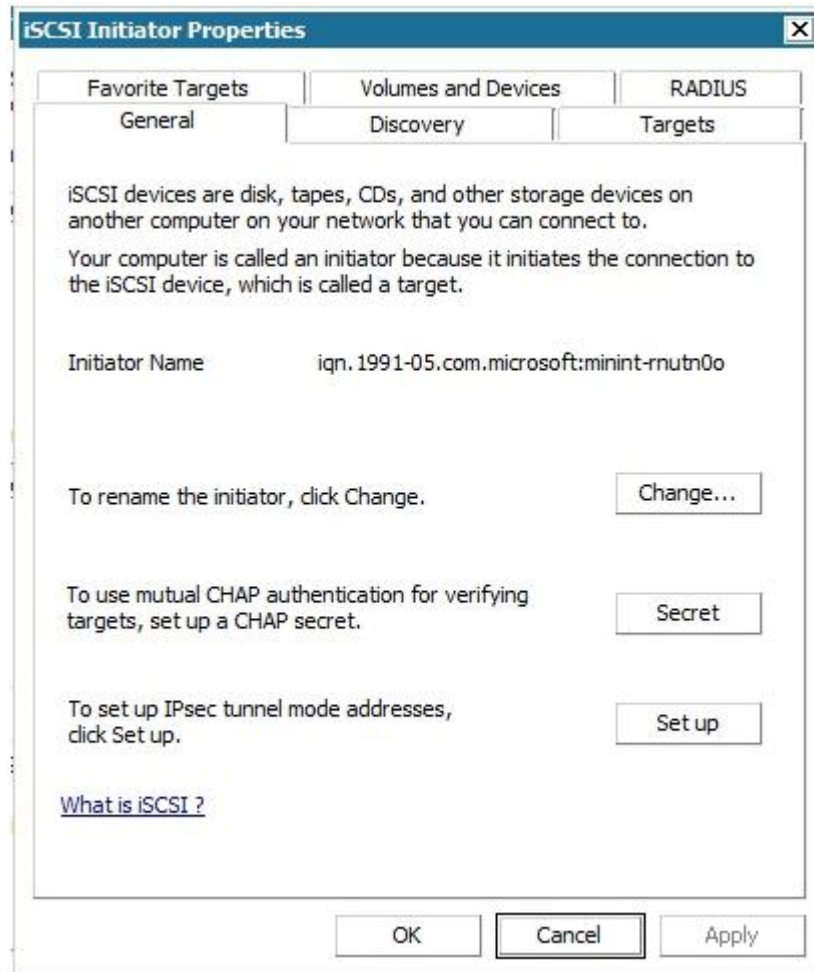 iSCSI Initiator Properties
Favorite Targets
Volumes and Devices
RADIUS
General
Discovery
Targets
iSCSI devices are disk, tapes, CDs, and other storage devices on
another computer on your network that you can connect to.
Your computer is called an initiator because it initiates the connection to
the iSCSI device, which is called a target.
Initiator Name iqn.1991-05.com.microsoft:minint-rnutn0o
To rename the initiator, click Change.
Change...
To use mutual CHAP authentication for verifying
targets, set up a CHAP secret.
Secret
To set up IPsec tunnel mode addresses,
click Set up.
Set up
What is iSCSI ?
OK
Cancel
Apply